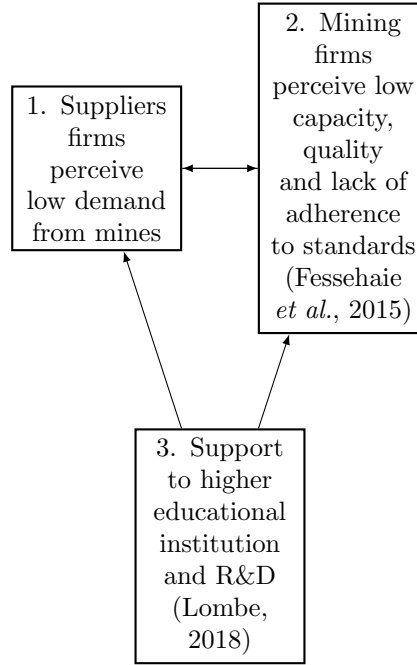 1. Suppliers
firms
perceive
low demand
from mines
2. Mining
firms
perceive low
capacity,
quality
and lack of
adherence
to standards
(Fessehaie
et al., 2015)
3. Support
to higher
educational
institution
and R&D
(Lombe,
2018)